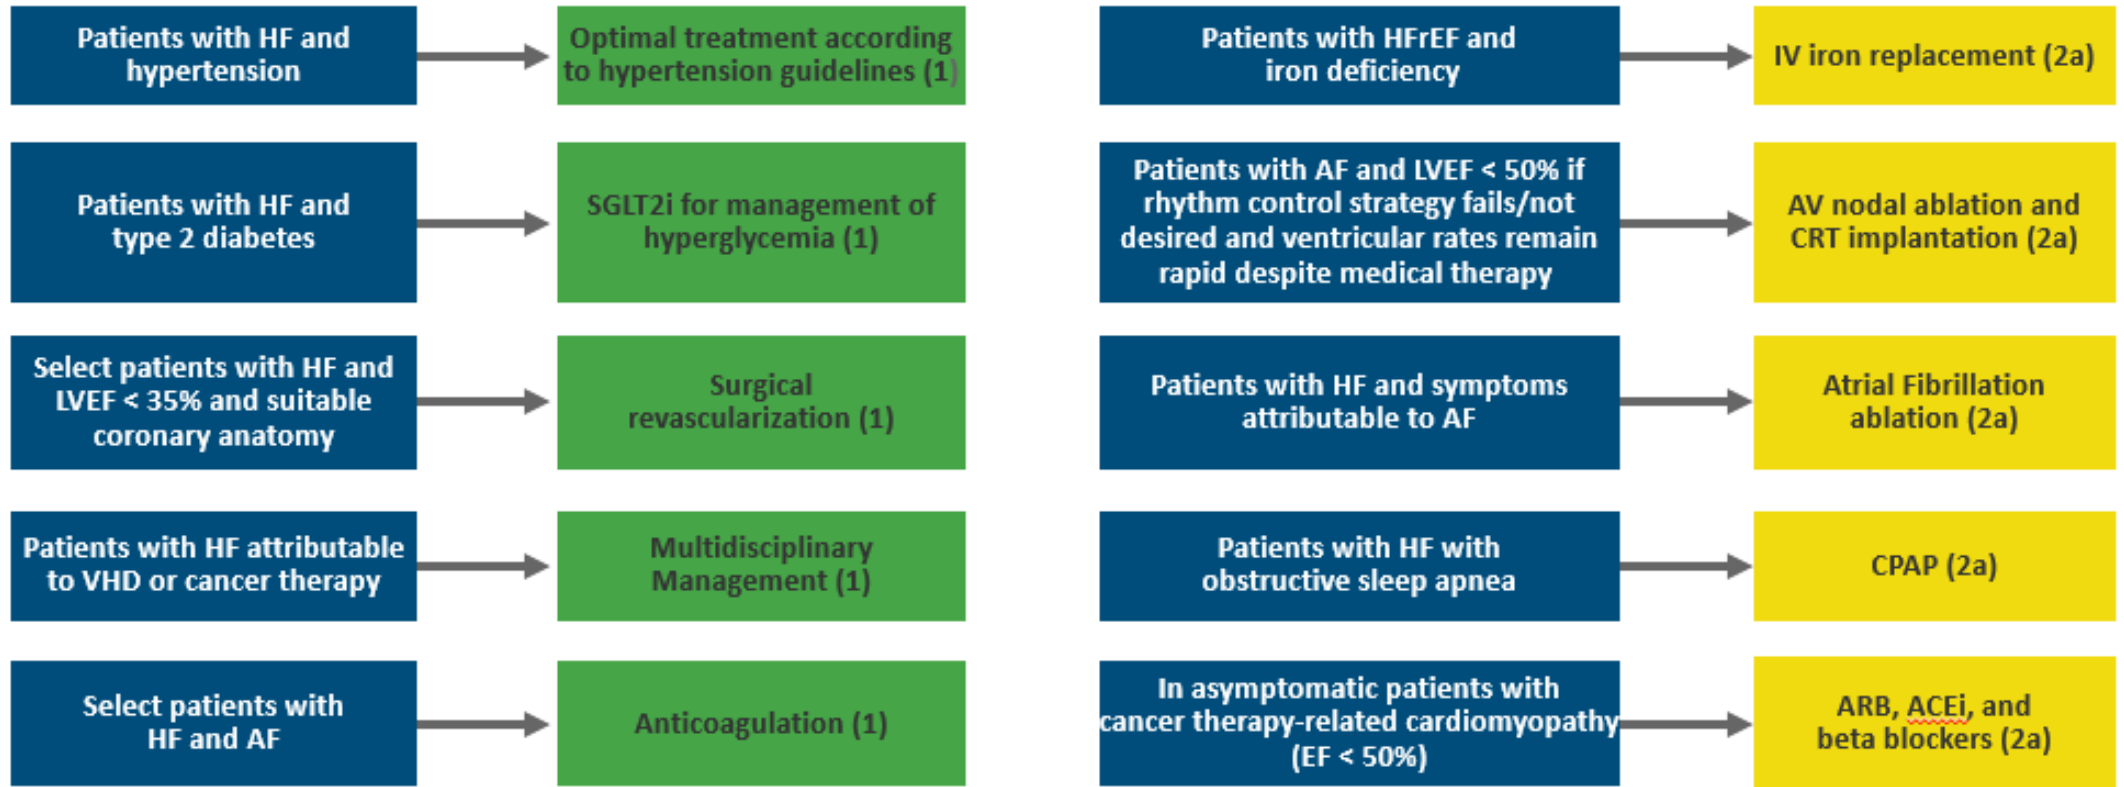 Patients with HF and
hypertension
Optimal treatment according
to hypertension guidelines (1)
Patients with HF and
type 2 diabetes
SGLT2i for management of
hyperglycemia (1)
Select patients with HF and
LVEF < 35% and suitable
coronary anatomy
Surgical
revascularization (1)
Patients with HF attributable
to VHD or cancer therapy
Multidisciplinary
Management (1)
Select patients with
HF and AF
Anticoagulation (1)
Patients with HFrEF and
iron deficiency
IV iron replacement (2a)
Patients with AF and LVEF < 50% if
rhythm control strategy fails/not
desired and ventricular rates remain
rapid despite medical therapy
AV nodal ablation and
CRT implantation (2a)
Patients with HF and symptoms
attributable to AF
Atrial Fibrillation
ablation (2a)
Patients with HF with
obstructive sleep apnea
CPAP (2a)
In asymptomatic patients with
cancer therapy-related cardiomyopathy
(EF < 50%)
ARB, ACEi, and
beta blockers (2a)